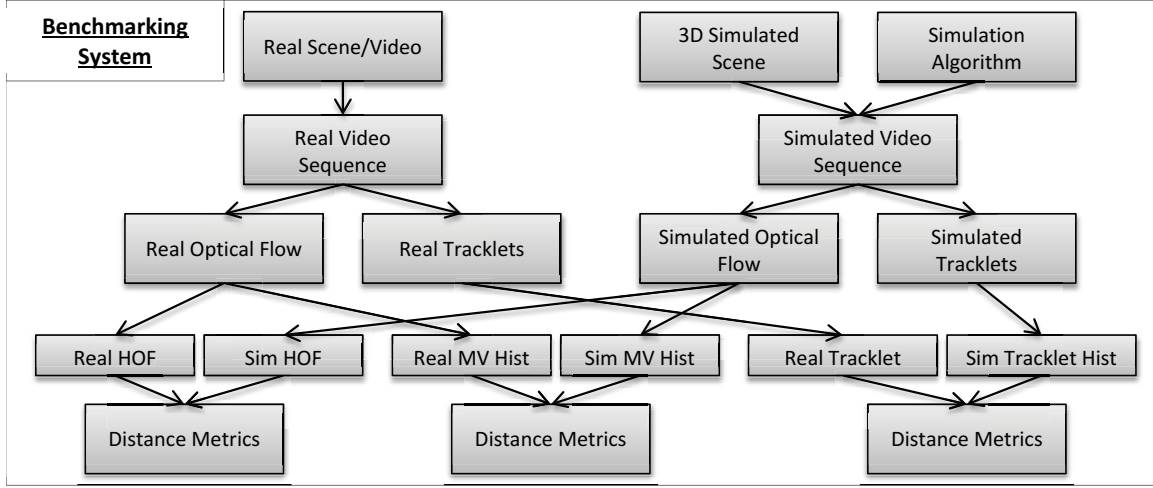 Benchmarking
System
Real Scene/Video
3D Simulated
Scene
Simulation
Algorithm
Real Video
Sequence
Simulated Video
Sequence
Real Optical Flow
Real Tracklets
Simulated Optical
Flow
Simulated
Tracklets
Real HOF
Sim HOF
Real MV Hist
Sim MV Hist
Real Tracklet
Sim Tracklet Hist
Distance Metrics
Distance Metrics
Distance Metrics